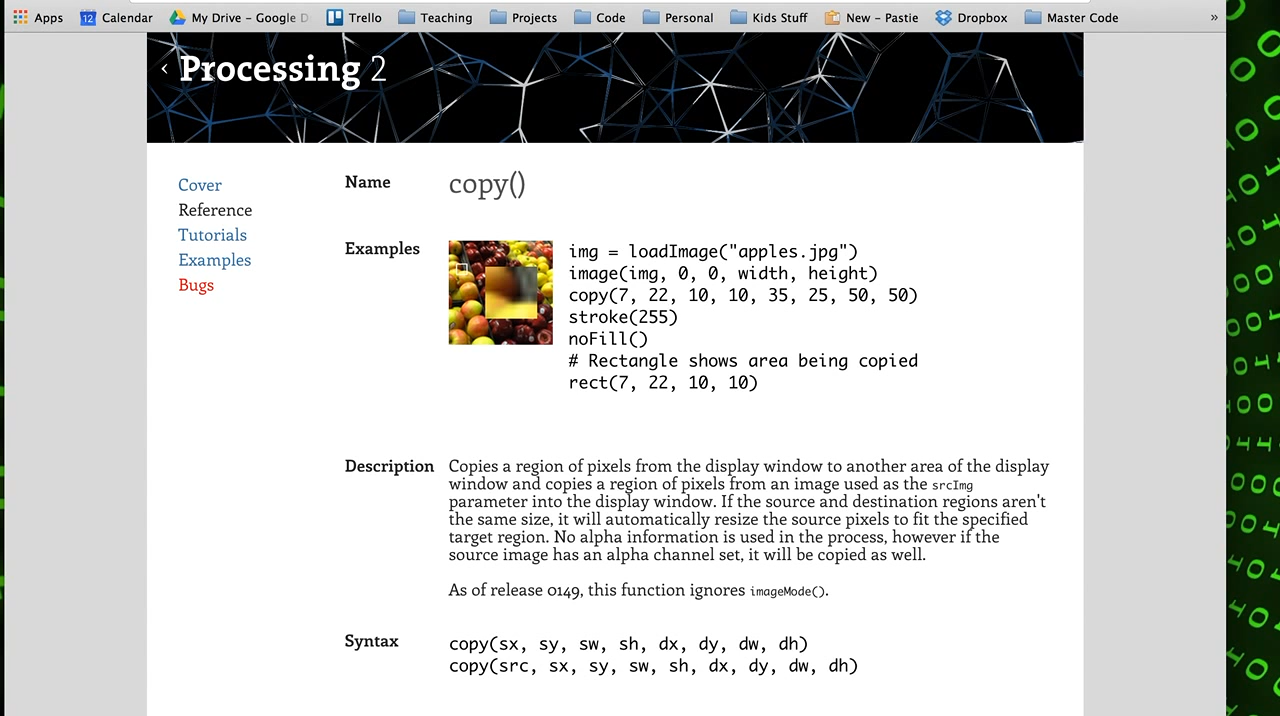 Apps 12 Calendar My Drive - Google D Trello Teaching Projects Code Personal Kids Stuff New - Pastie Dropbox Master Code »
‹ Processing 2
Cover
Reference
Tutorials
Examples
Bugs
Name copy()
Examples
img = loadImage("apples.jpg")
image(img, 0, 0, width, height)
copy(7, 22, 10, 10, 35, 25, 50, 50)
stroke(255)
noFill()
# Rectangle shows area being copied
rect(7, 22, 10, 10)
Description Copies a region of pixels from the display window to another area of the display
window and copies a region of pixels from an image used as the srcImg
parameter into the display window. If the source and destination regions aren't
the same size, it will automatically resize the source pixels to fit the specified
target region. No alpha information is used in the process, however if the
source image has an alpha channel set, it will be copied as well.
As of release 0149, this function ignores imageMode().
Syntax copy(sx, sy, sw, sh, dx, dy, dw, dh)
copy(src, sx, sy, sw, sh, dx, dy, dw, dh)